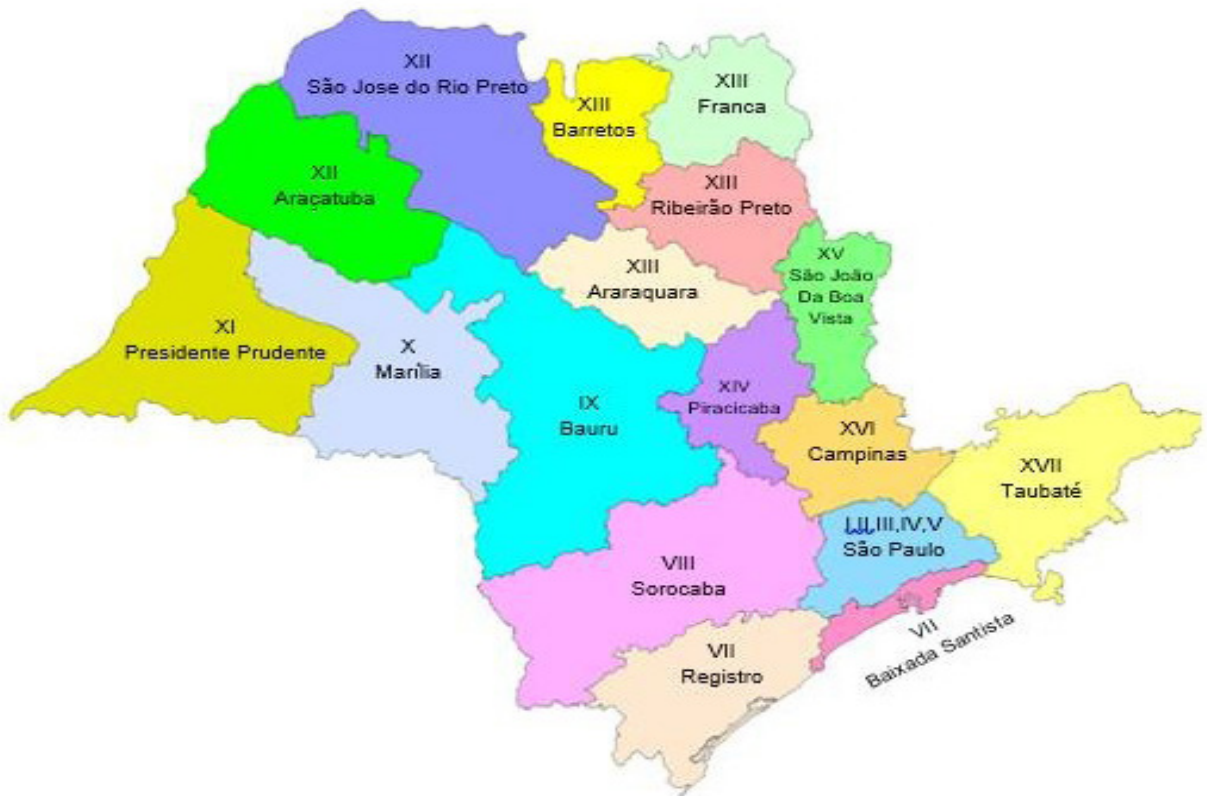 XII
São Jose do Rio Preto
XIII
Barretos
XIII
Franca
XII
Araçatuba
XIII
Ribeirão Preto
XIII
Araraquara
XV
São João
Da Boa
Vista
XI
Presidente Prudente
X
Marília
IX
Bauru
XIV
Piracicaba
XVI
Campinas
XVII
Taubaté
I,II,III,IV,V
São Paulo
VIII
Sorocaba
VII
Registro
VII
Baixada Santista